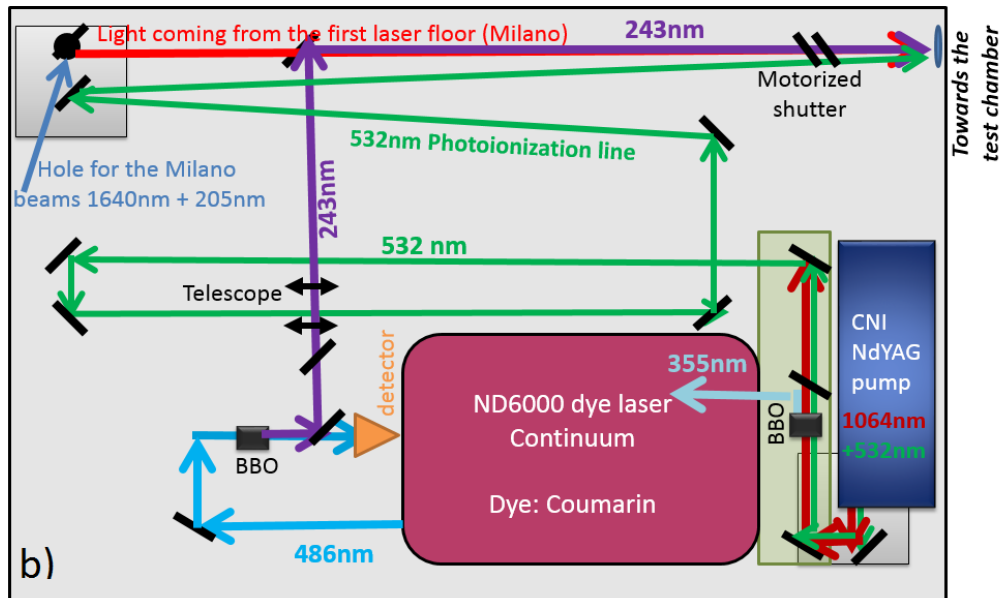 Light coming from the first laser floor (Milano)
243nm
Motorized
shutter
Towards the
test chamber
532nm Photoionization line
Hole for the Milano
beams 1640nm + 205nm
243nm
532 nm
Telescope
detector
355nm
CNI
NdYAG
pump
1064nm
+532nm
ND6000 dye laser
Continuum
Dye: Coumarin
BBO
BBO
486nm
b)